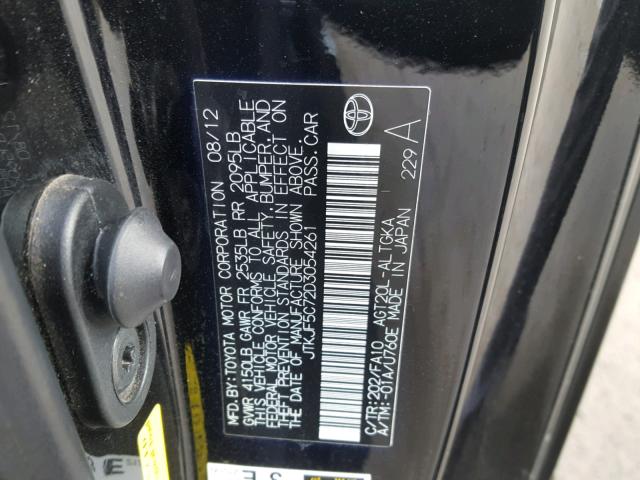 MFD. BY: TOYOTA MOTOR CORPORATION 08/12
GVWR 4150LB GAWR FR 2535LB RR 2095LB
THIS VEHICLE CONFORMS TO ALL APPLICABLE
FEDERAL MOTOR VEHICLE SAFETY, BUMPER, AND
THEFT PREVENTION STANDARDS IN EFFECT ON
THE DATE OF MANUFACTURE SHOWN ABOVE.
JTKJF5C72D3054261 PASS. CAR
C/TR: 202/FA10 AGT20L-ALTGKA
A/TM: -01A/U760E MADE IN JAPAN 229 A
3 E